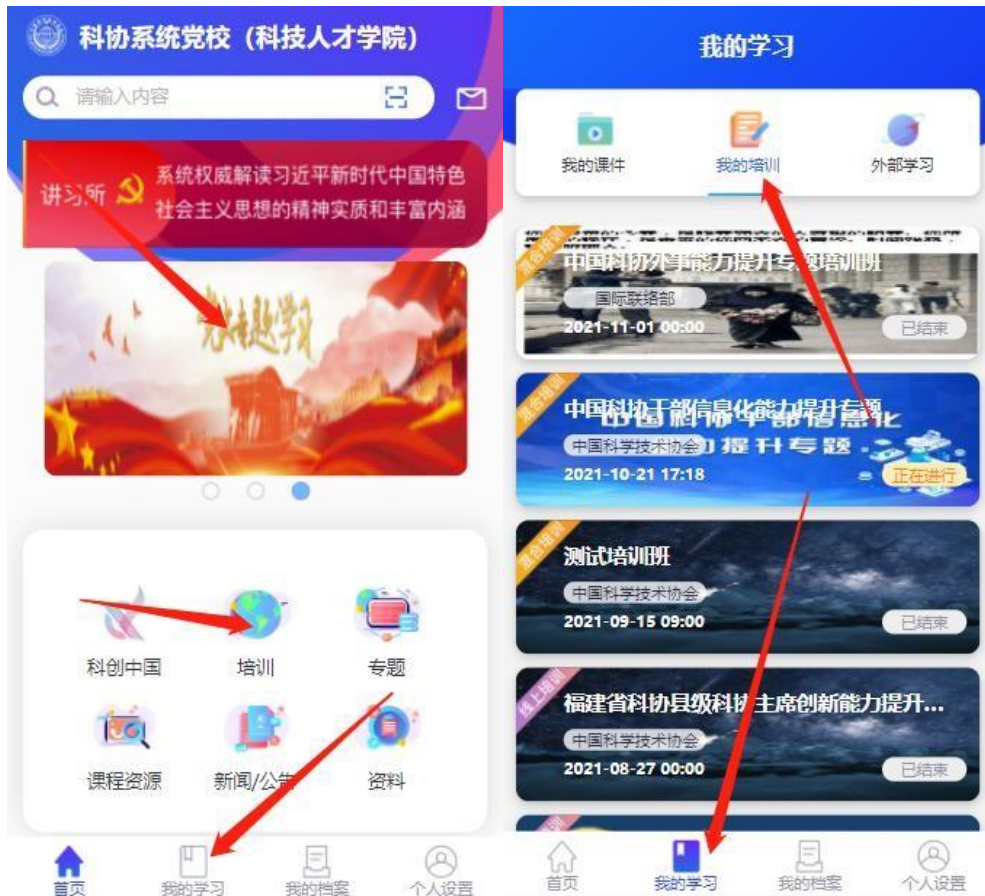 科协系统党校（科技人才学院）
请输入内容
讲习所
系统权威解读习近平新时代中国特色
社会主义思想的精神实质和丰富内涵
科创中国
培训
专题
课程资源
新闻/公告
资料
首页
我的学习
我的档案
个人设置
我的学习
我的课件
我的培训
外部学习
混合培训
中国科协外事能力提升专题培训班
国际联络部
2021-11-01 00:00
已结束
混合培训
中国科协干部信息化能力提升专题
中国科学技术协会
2021-10-21 17:18
正在进行
混合培训
测试培训班
中国科学技术协会
2021-09-15 09:00
已结束
线上培训
福建省科协县级科协主席创新能力提升...
中国科学技术协会
2021-08-27 00:00
已结束
首页
我的学习
我的档案
个人设置